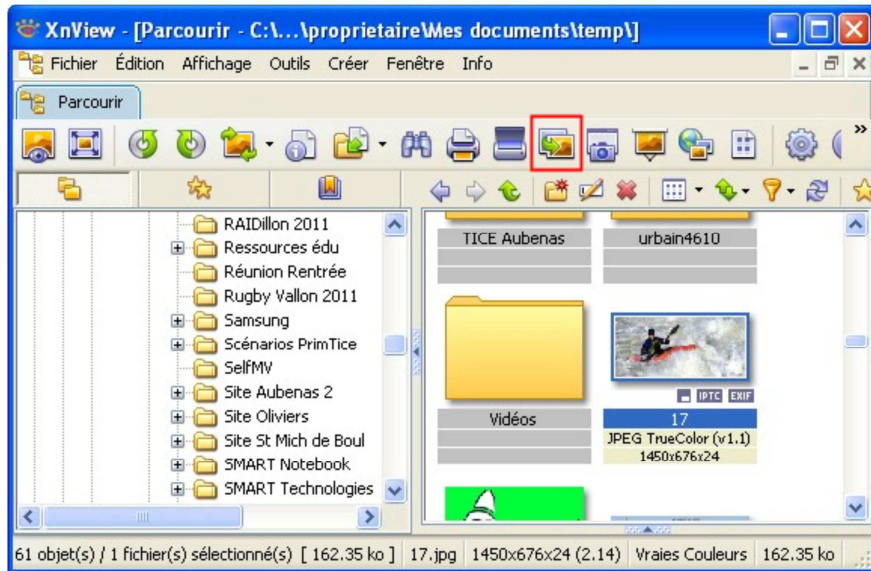 XnView - [Parcourir - C:\...\proprietaire\Mes documents\temp\]
Fichier Édition Affichage Outils Créer Fenêtre Info
Parcourir
RAIDillon 2011
Ressources édu
Réunion Rentrée
Rugby Vallon 2011
Samsung
Scénarios PrimTice
SelfMV
Site Aubenas 2
Site Oliviers
Site St Mich de Boul
SMART Notebook
SMART Technologies
TICE Aubenas
urbain4610
Vidéos
IPTC EXIF
17
JPEG TrueColor (v1.1)
1450x676x24
61 objet(s) / 1 fichier(s) sélectionné(s) [ 162.35 ko ] 17.jpg 1450x676x24 (2.14) Vraies Couleurs 162.35 ko